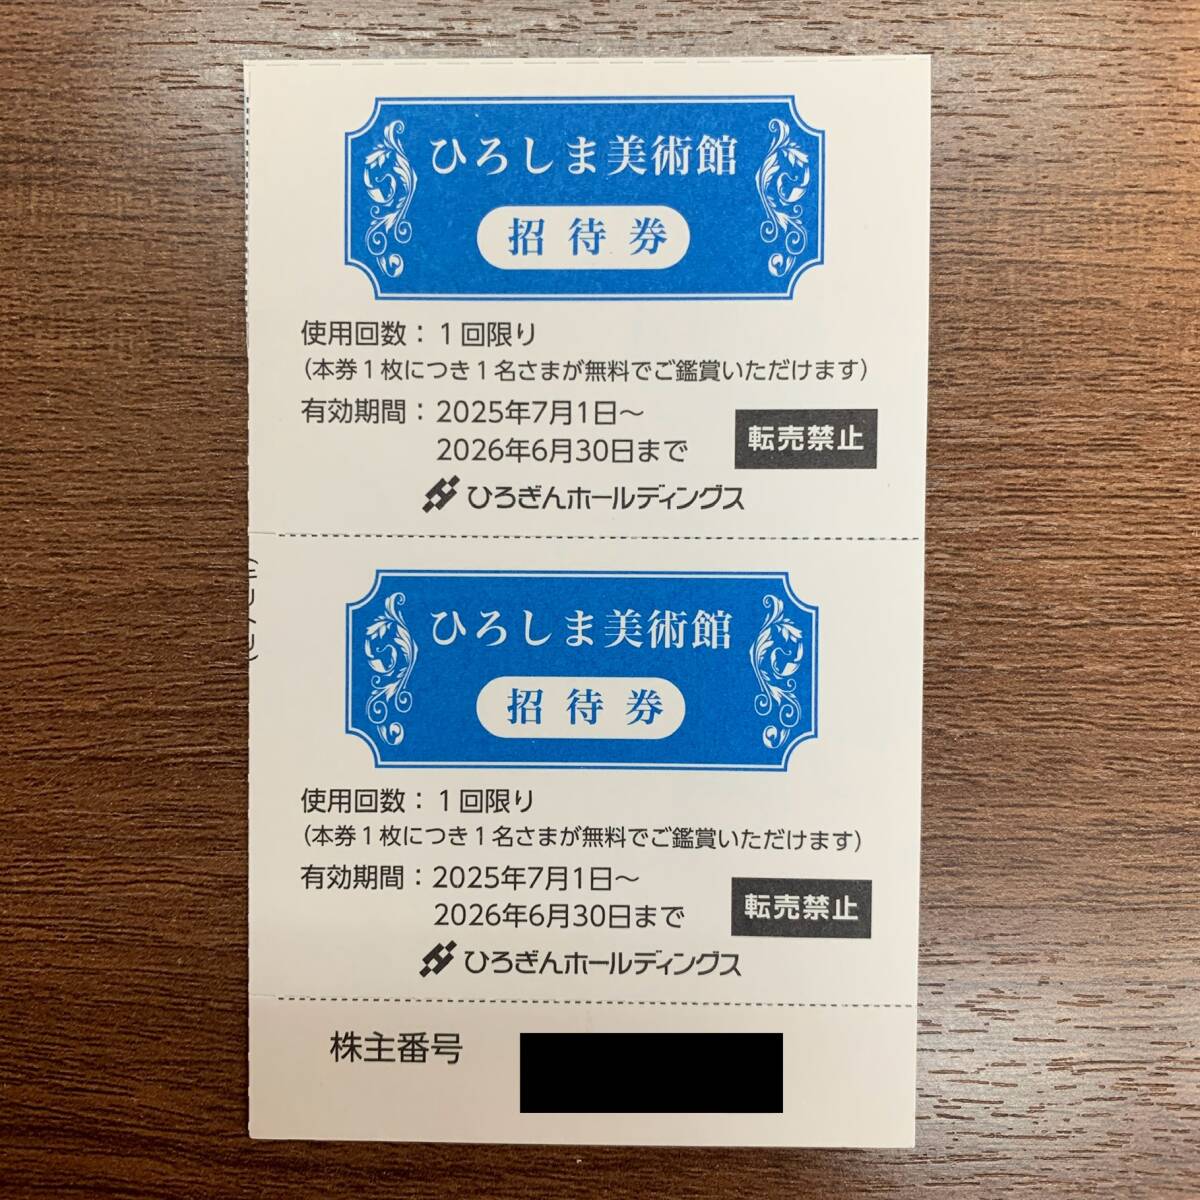 ひろしま美術館
招待券
使用回数：1回限り
（本券1枚につき1名さまが無料でご鑑賞いただけます）
有効期間：2025年7月1日～
2026年6月30日まで
転売禁止
ひろぎんホールディングス
ひろしま美術館
招待券
使用回数：1回限り
（本券1枚につき1名さまが無料でご鑑賞いただけます）
有効期間：2025年7月1日～
2026年6月30日まで
転売禁止
ひろぎんホールディングス
株主番号